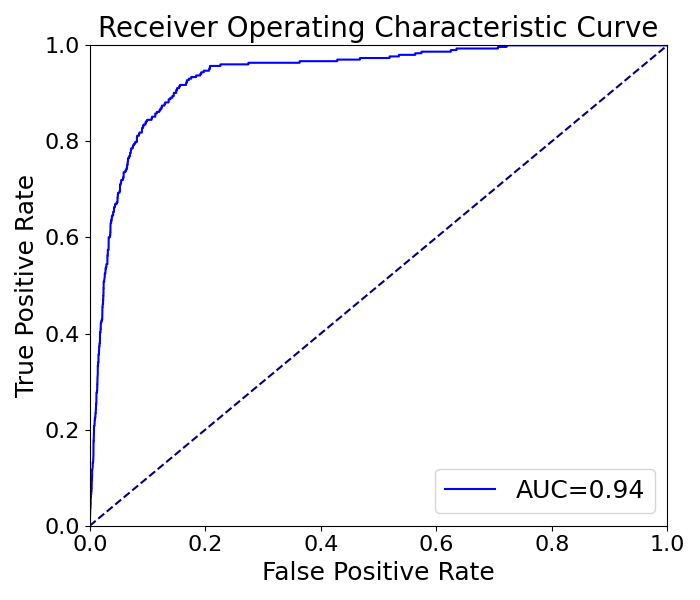 Receiver Operating Characteristic Curve
1.0
0.8
0.6
0.4
0.2
0.0
True Positive Rate
AUC=0.94
0.0 0.2 0.4 0.6 0.8 1.0
False Positive Rate